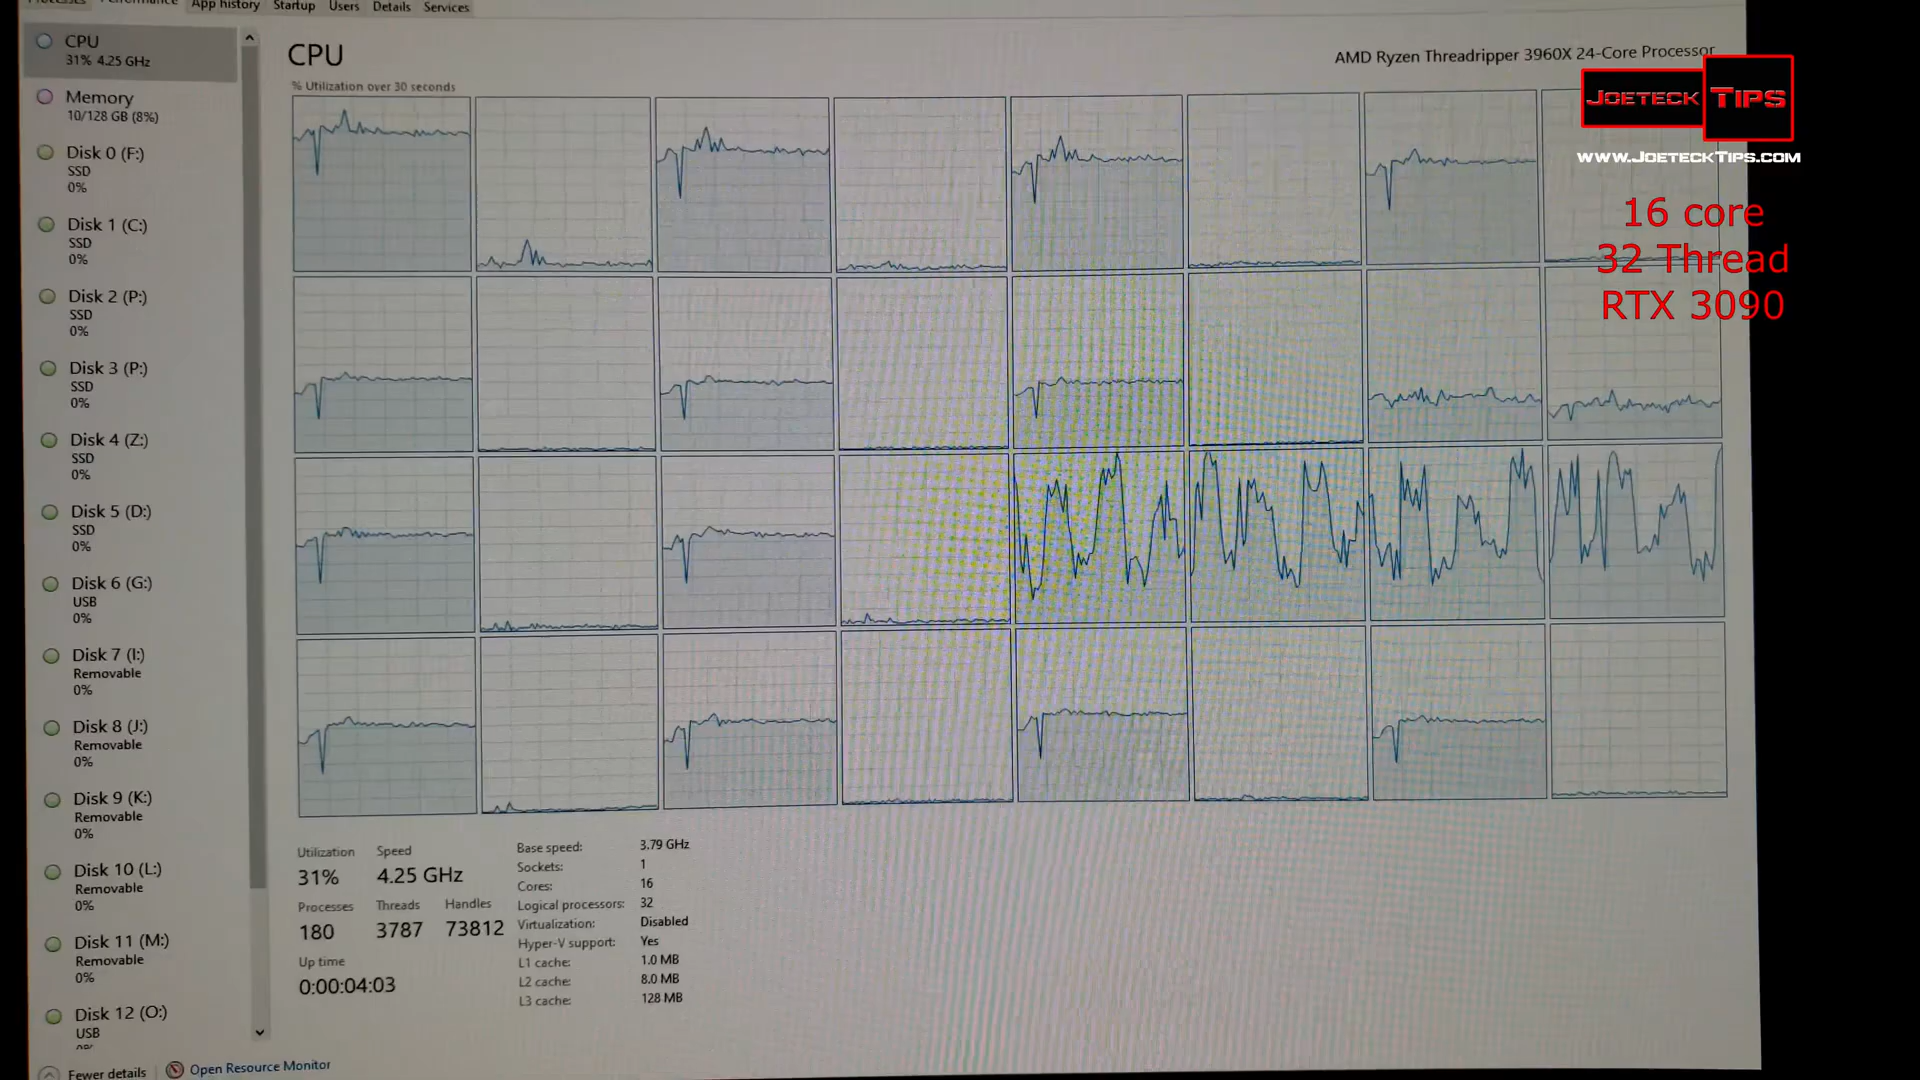 Processes Performance App history Startup Users Details Services
CPU
31% 4.25 GHz
Memory
10/128 GB (8%)
Disk 0 (F:)
SSD
0%
Disk 1 (C:)
SSD
0%
Disk 2 (P:)
SSD
0%
Disk 3 (P:)
SSD
0%
Disk 4 (Z:)
SSD
0%
Disk 5 (D:)
SSD
0%
Disk 6 (G:)
USB
0%
Disk 7 (I:)
Removable
0%
Disk 8 (J:)
Removable
0%
Disk 9 (K:)
Removable
0%
Disk 10 (L:)
Removable
0%
Disk 11 (M:)
Removable
0%
Disk 12 (O:)
USB
0%
Fewer details Open Resource Monitor
CPU
AMD Ryzen Threadripper 3960X 24-Core Processor
% Utilization over 30 seconds
JOETECK TIPS
WWW.JOETECKTIPS.COM
16 core
32 Thread
RTX 3090
Utilization Speed
31% 4.25 GHz
Processes Threads Handles
180 3787 73812
Up time
0:00:04:03
Base speed: 3.79 GHz
Sockets: 1
Cores: 16
Logical processors: 32
Virtualization: Disabled
Hyper-V support: Yes
L1 cache: 1.0 MB
L2 cache: 8.0 MB
L3 cache: 128 MB